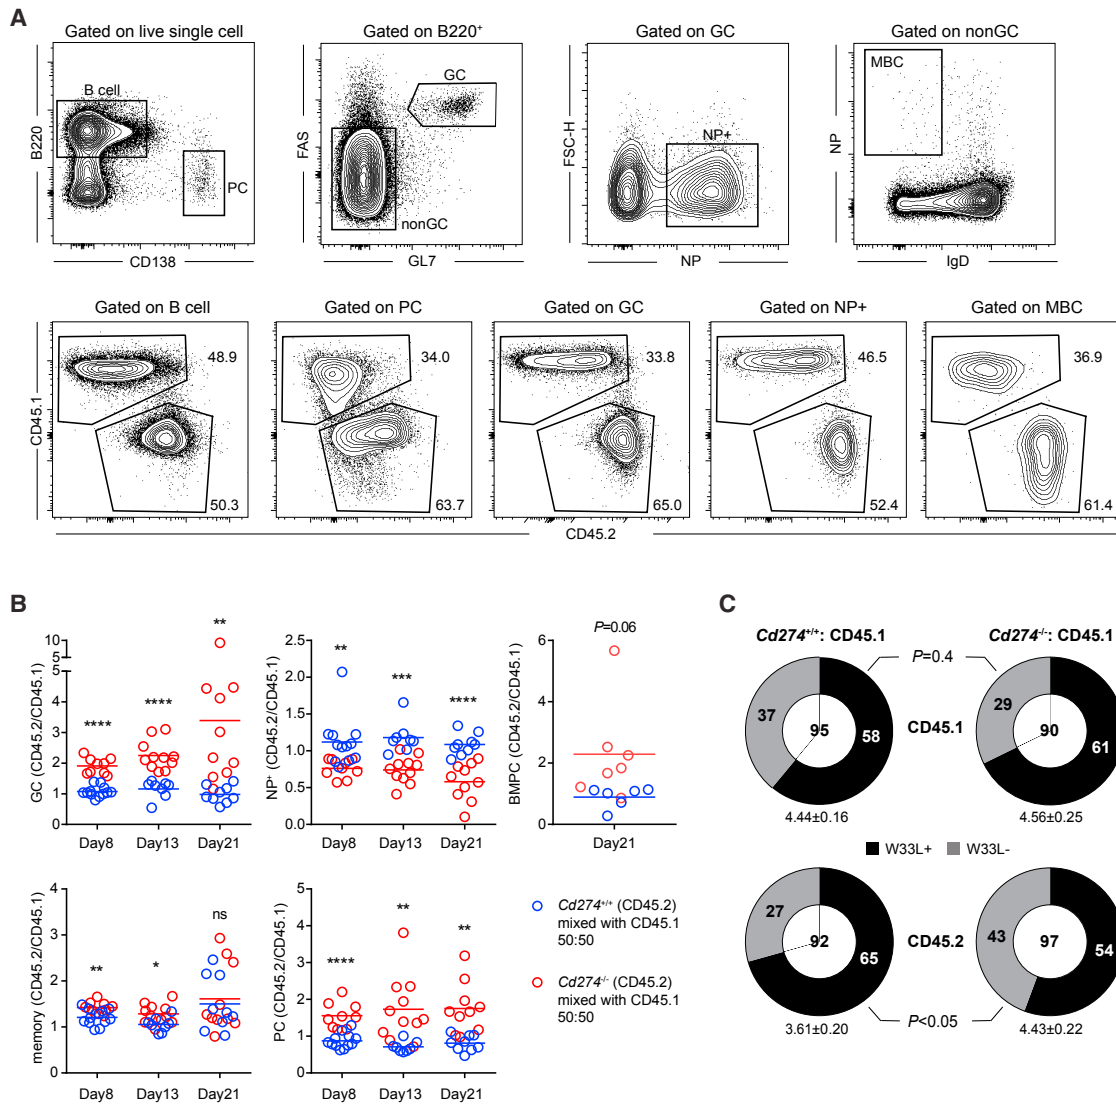 A
Gated on live single cell
Gated on B220+
Gated on GC
Gated on nonGC
B cell
PC
B220
CD138
GC
nonGC
FAS
GL7
NP+
FSC-H
NP
MBC
NP
IgD
Gated on B cell
Gated on PC
Gated on GC
Gated on NP+
Gated on MBC
48.9
34.0
33.8
46.5
36.9
CD45.1
50.3
63.7
65.0
52.4
61.4
CD45.2
B
GC (CD45.2/CD45.1)
10
5
5
4
3
2
1
0
****
****
**
Day8
Day13
Day21
NP+ (CD45.2/CD45.1)
2.5
2.0
1.5
1.0
0.5
0.0
**
***
****
Day8
Day13
Day21
BMPC (CD45.2/CD45.1)
6
4
2
0
P=0.06
Day21
memory (CD45.2/CD45.1)
4
3
2
1
0
**
*
ns
Day8
Day13
Day21
PC (CD45.2/CD45.1)
5
4
3
2
1
0
****
**
**
Day8
Day13
Day21
Cd274+/+ (CD45.2)
mixed with CD45.1
50:50
Cd274-/- (CD45.2)
mixed with CD45.1
50:50
C
Cd274+/+: CD45.1
Cd274-/-: CD45.1
P=0.4
37
95
58
CD45.1
29
90
61
4.44±0.16
4.56±0.25
W33L+
W33L-
27
92
65
CD45.2
43
97
54
P<0.05
3.61±0.20
4.43±0.22